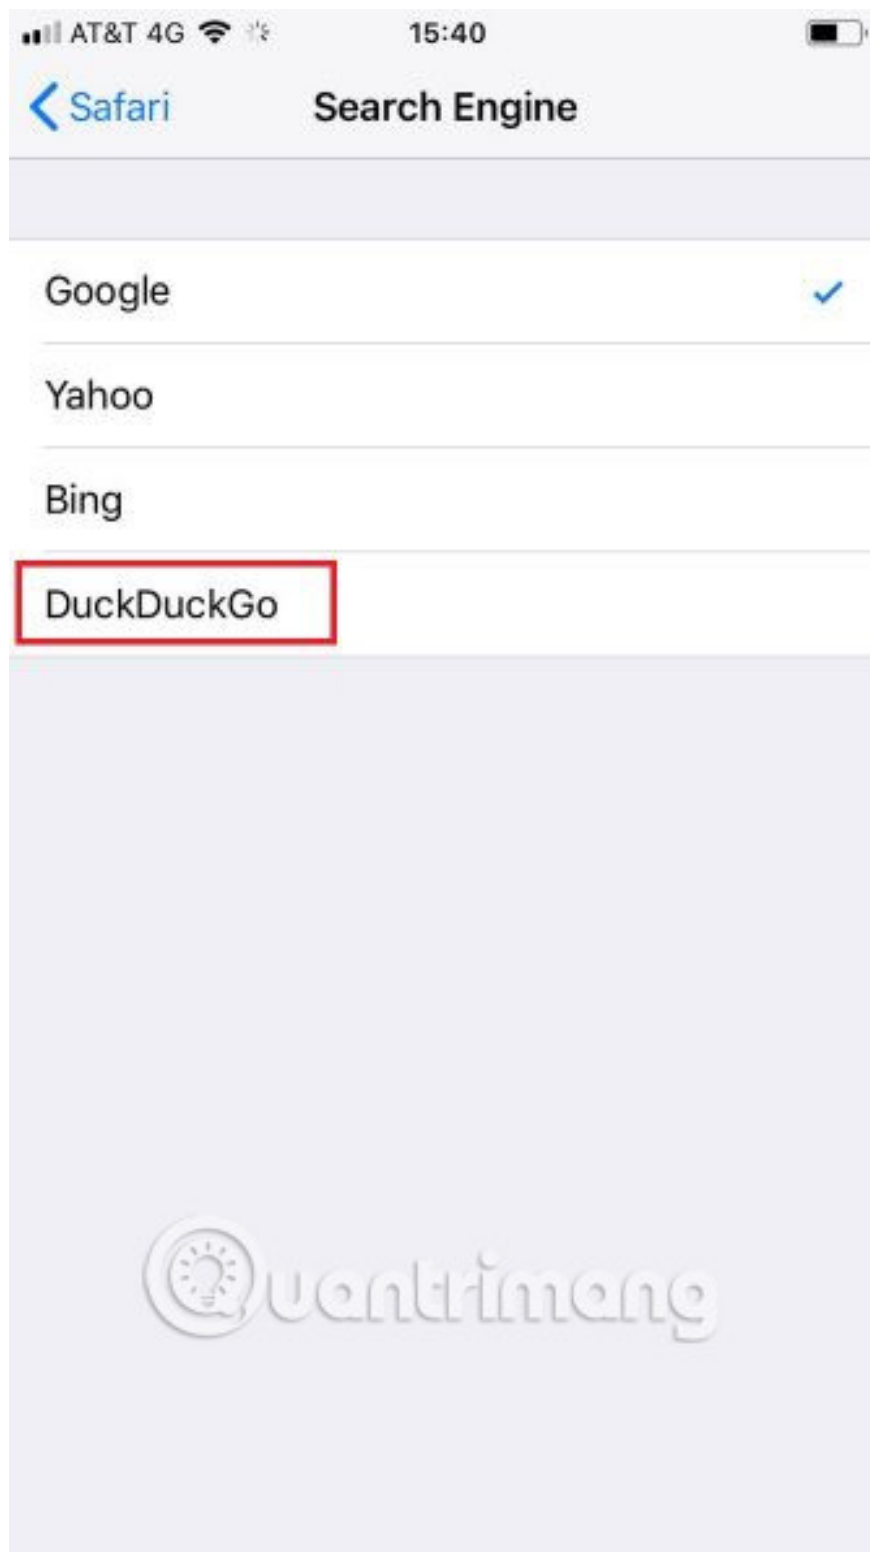 AT&T 4G 15:40
Safari Search Engine
Google
Yahoo
Bing
DuckDuckGo
Quantrimang